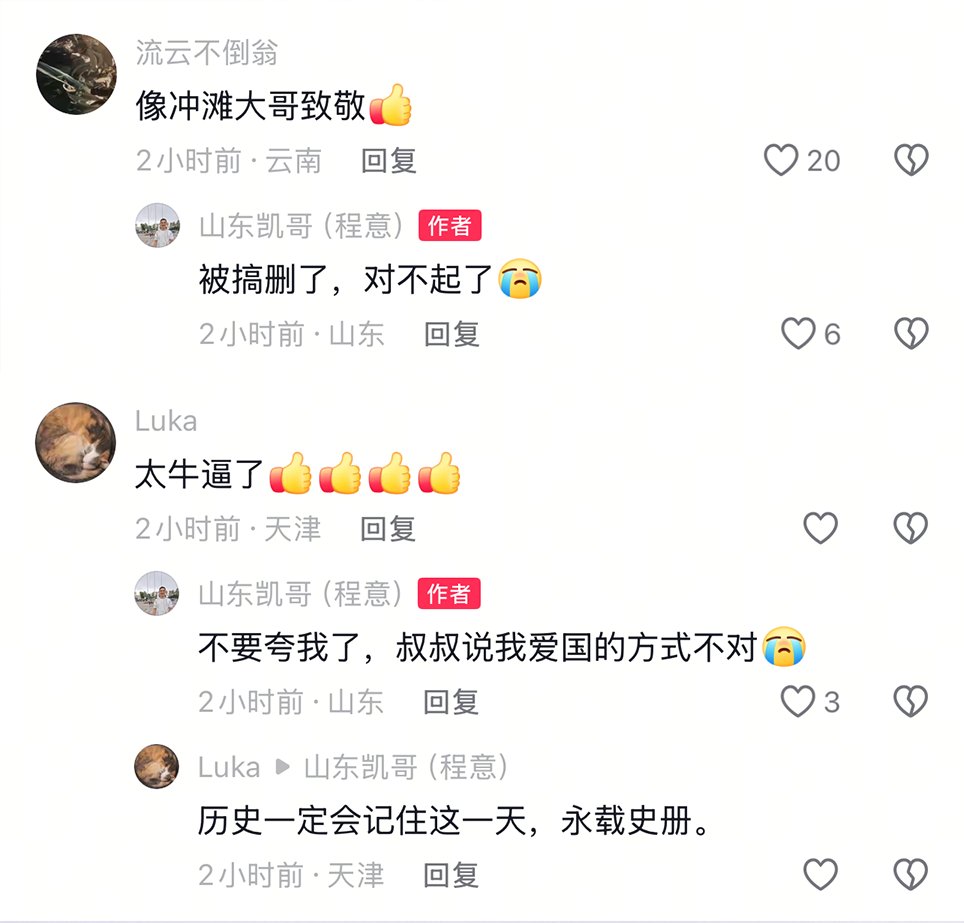 流云不倒翁
像冲滩大哥致敬👍
2小时前 · 云南 回复 20
山东凯哥 (程意) 作者
被搞删了，对不起了😭
2小时前 · 山东 回复 6
Luka
太牛逼了👍👍👍👍
2小时前 · 天津 回复
山东凯哥 (程意) 作者
不要夸我了，叔叔说我爱国的方式不对😭
2小时前 · 山东 回复 3
Luka ▶ 山东凯哥 (程意)
历史一定会记住这一天，永载史册。
2小时前 · 天津 回复